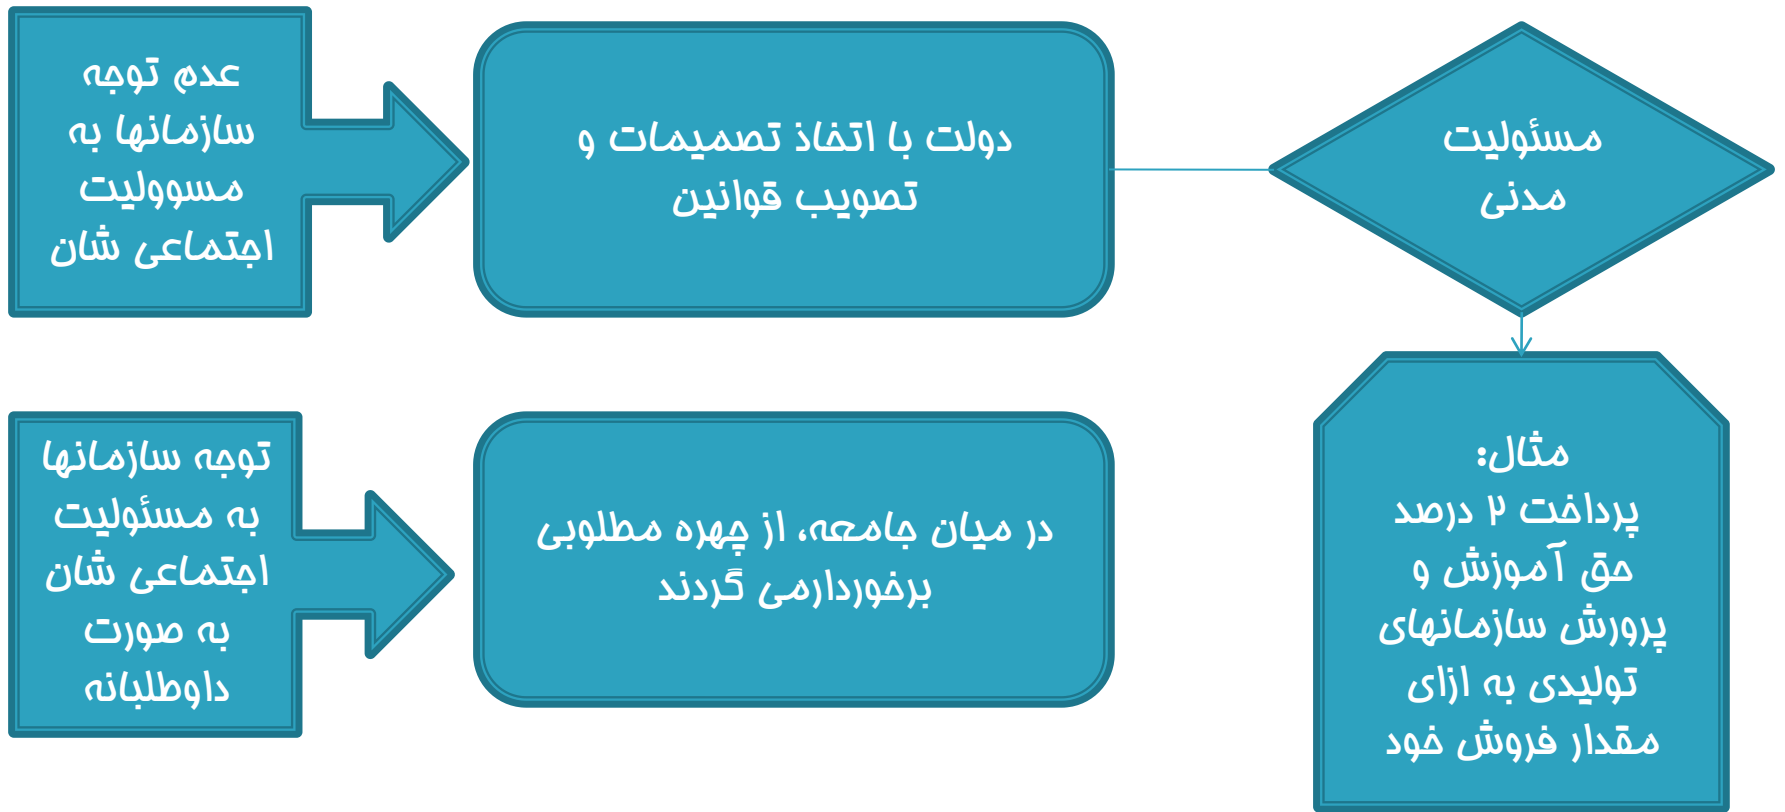 عدم توجه
سازمانها به
مسوولیت
اجتماعی شان
دولت با اتخاذ تصمیمات و
تصویب قوانین
مسئولیت
مدنی
توجه سازمانها
به مسئولیت
اجتماعی شان
به صورت
داوطلبانه
در میان جامعه، از چهره مطلوبی
برخوردارمی گردند
مثال:
پرداخت ۲ درصد
حق آموزش و
پرورش سازمانهای
تولیدی به ازای
مقدار فروش خود